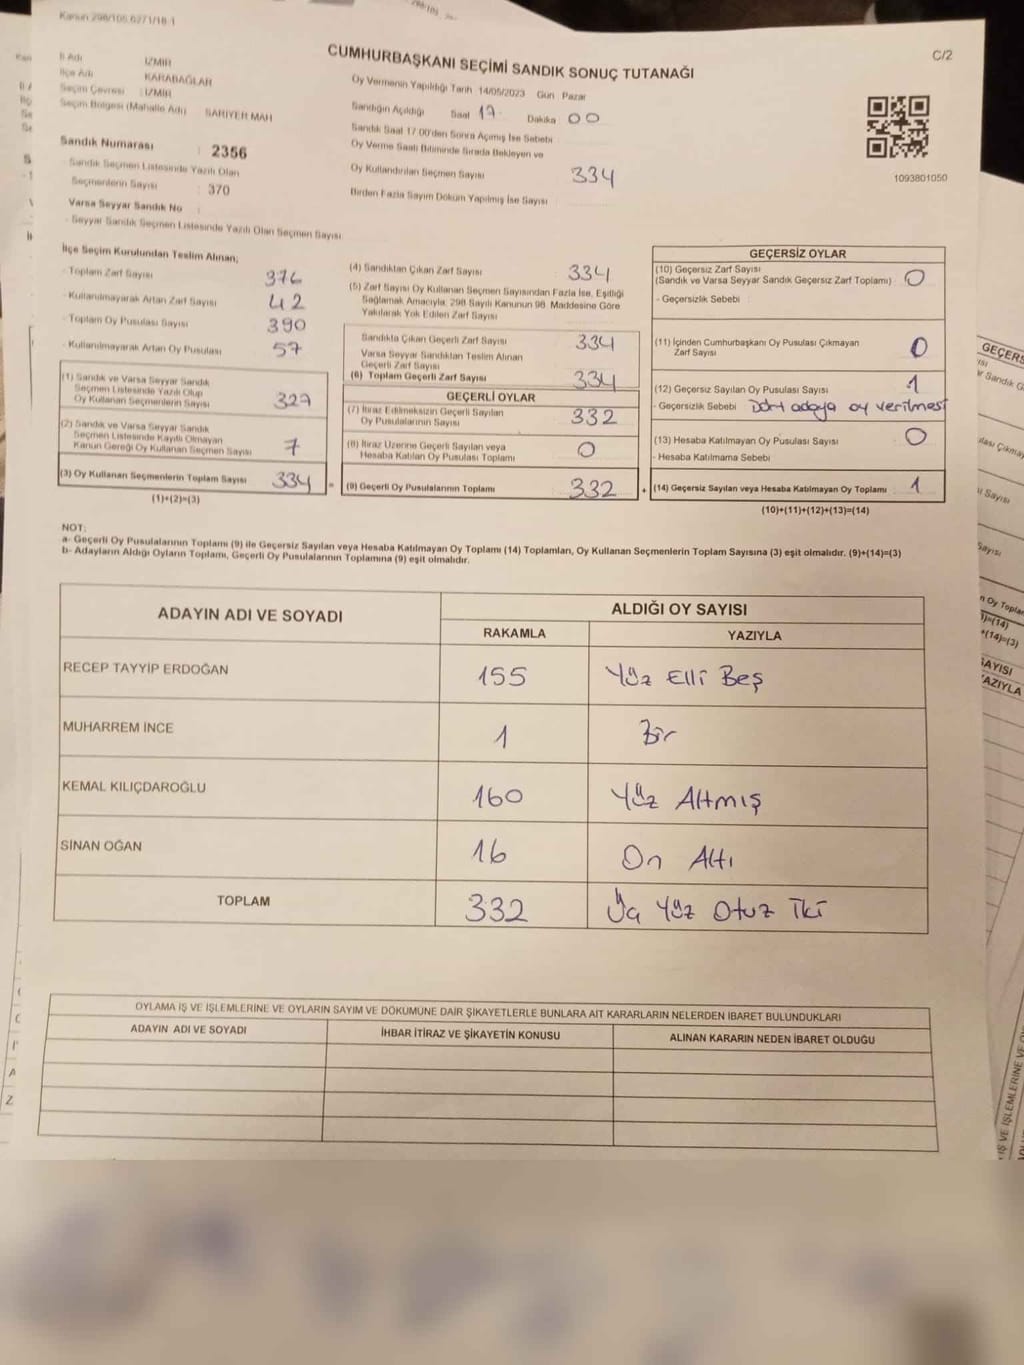 Kanun 298/105.6271/18-1
C/2
CUMHURBAŞKANI SEÇİMİ SANDIK SONUÇ TUTANAĞI
İl Adı : İZMİR
İlçe Adı : KARABAĞLAR
Seçim Çevresi : İZMİR
Seçim Bölgesi (Mahalle Adı) SARIYER MAH
Sandık Numarası : 2356
- Sandık Seçmen Listesinde Yazılı Olan
Seçmenlerin Sayısı : 370
Varsa Seyyar Sandık No :
- Seyyar Sandık Seçmen Listesinde Yazılı Olan Seçmen Sayısı
Oy Vermenin Yapıldığı Tarih 14/05/2023 Gün Pazar
Sandığın Açıldığı Saat 17 Dakika 00
Sandık Saat 17.00'den Sonra Açımış İse Sebebi
Oy Verme Saati Bitiminde Sırada Bekleyen ve
Oy Kullandırılan Seçmen Sayısı 334
Birden Fazla Sayım Döküm Yapılmış İse Sayısı
1093801050
İlçe Seçim Kurulundan Teslim Alınan;
- Toplam Zarf Sayısı 376
- Kullanılmayarak Artan Zarf Sayısı 42
- Toplam Oy Pusulası Sayısı 390
- Kullanılmayarak Artan Oy Pusulası 57
(1) Sandık ve Varsa Seyyar Sandık
Seçmen Listesinde Yazılı Olup
Oy Kullanan Seçmenlerin Sayısı 327
(2) Sandık ve Varsa Seyyar Sandık
Seçmen Listesinde Kayıtlı Olmayan
Kanun Gereği Oy Kullanan Seçmen Sayısı 7
(3) Oy Kullanan Seçmenlerin Toplam Sayısı 334 =
(1)+(2)=(3)
(4) Sandıktan Çıkan Zarf Sayısı 334
(5) Zarf Sayısı Oy Kullanan Seçmen Sayısından Fazla İse, Eşitliği
Sağlamak Amacıyla; 298 Sayılı Kanunun 98. Maddesine Göre
Yakılarak Yok Edilen Zarf Sayısı
Sandıkta Çıkan Geçerli Zarf Sayısı 334
Varsa Seyyar Sandıktan Teslim Alınan
Geçerli Zarf Sayısı
(6) Toplam Geçerli Zarf Sayısı 334
GEÇERLİ OYLAR
(7) İtiraz Edilmeksizin Geçerli Sayılan
Oy Pusulasının Sayısı 332
(8) İtiraz Üzerine Geçerli Sayılan veya
Hesaba Katılan Oy Pusulası Toplamı 0
(9) Geçerli Oy Pusulalarının Toplamı 332 +
GEÇERSİZ OYLAR
(10) Geçersiz Zarf Sayısı
(Sandık ve Varsa Seyyar Sandık Geçersiz Zarf Toplamı) 0
- Geçersizlik Sebebi :
(11) İçinden Cumhurbaşkanı Oy Pusulası Çıkmayan
Zarf Sayısı 0
(12) Geçersiz Sayılan Oy Pusulası Sayısı 1
- Geçersizlik Sebebi Dört adaya oy verilmesi
(13) Hesaba Katılmayan Oy Pusulası Sayısı 0
- Hesaba Katılmama Sebebi
(14) Geçersiz Sayılan veya Hesaba Katılmayan Oy Toplamı 1
(10)+(11)+(12)+(13)=(14)
NOT:
a- Geçerli Oy Pusulalarının Toplamı (9) ile Geçersiz Sayılan veya Hesaba Katılmayan Oy Toplamı (14) Toplamları, Oy Kullanan Seçmenlerin Toplam Sayısına (3) eşit olmalıdır. (9)+(14)=(3)
b- Adayların Aldığı Oyların Toplamı, Geçerli Oy Pusulalarının Toplamına (9) eşit olmalıdır.
ADAYIN ADI VE SOYADI ALDIĞI OY SAYISI
RAKAMLA YAZIYLA
RECEP TAYYİP ERDOĞAN 155 Yüz Elli Beş
MUHARREM İNCE 1 Bir
KEMAL KILIÇDAROĞLU 160 Yüz Altmış
SİNAN OĞAN 16 On Altı
TOPLAM 332 Üç Yüz Otuz İki
OYLAMA İŞ VE İŞLEMLERİNE VE OYLARIN SAYIM VE DÖKÜMÜNE DAİR ŞİKAYETLERLE BUNLARA AİT KARARLARIN NELERDEN İBARET BULUNDUKLARI
ADAYIN ADI VE SOYADI İHBAR İTİRAZ VE ŞİKAYETİN KONUSU ALINAN KARARIN NEDEN İBARET OLDUĞU